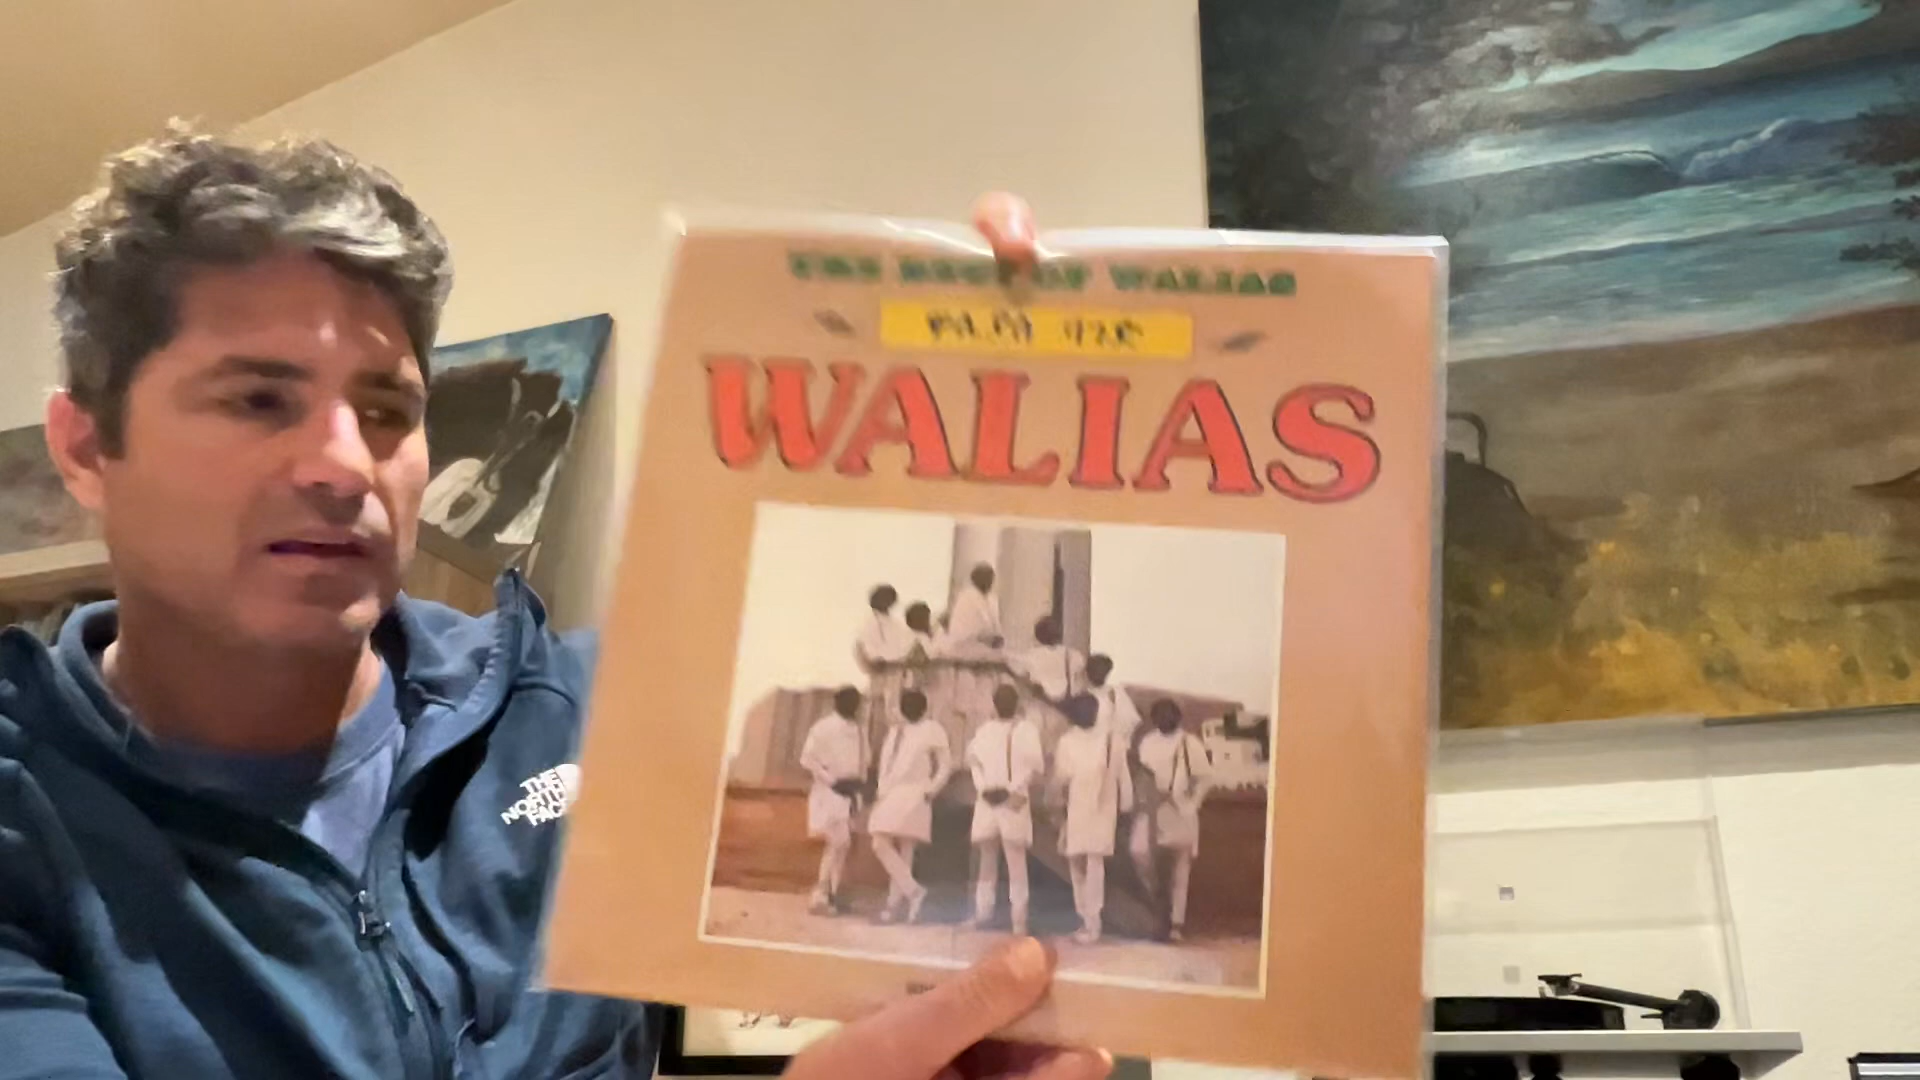 THE BEST OF WALIAS
WALIAS
THE
NORTH
FACE